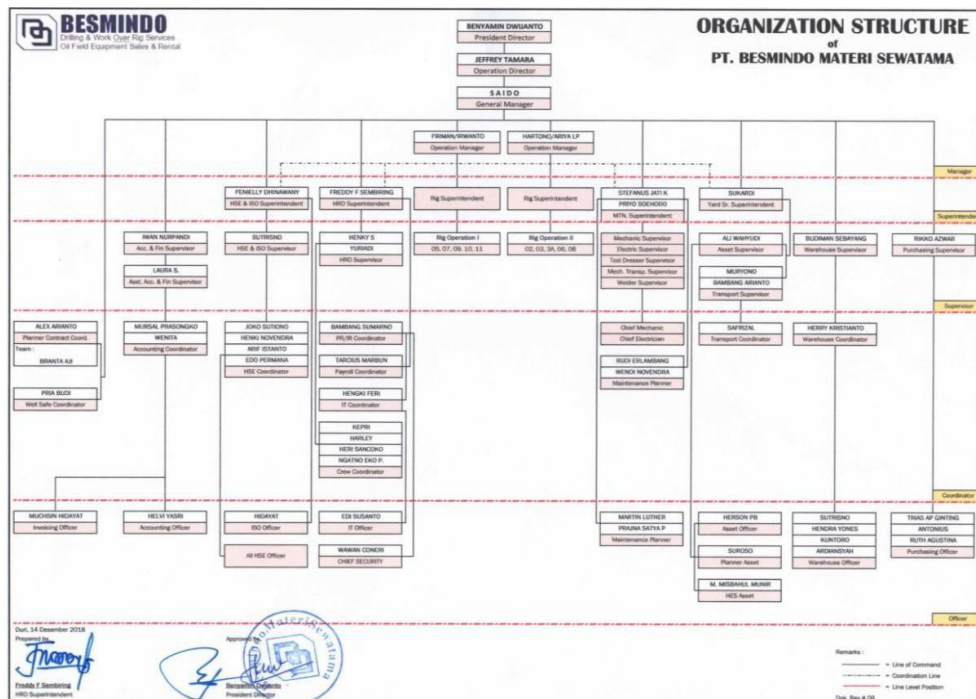 BESMINDO
Drilling & Work Over Rig Services
Oil Field Equipment Sales & Rental
ORGANIZATION STRUCTURE
of
PT. BESMINDO MATERI SEWATAMA
BENYAMIN DWIJANTO
President Director
JEFFREY TAMARA
Operation Director
SAIDO
General Manager
FIRMAN/IRWANTO
Operation Manager
HARTONO/ARIYA LP
Operation Manager
Manager
FENIELLY DHINAWANY
HSE & ISO Superintendent
FREDDY F SEMBIRING
HRD Superintendent
Rig Superintendent
Rig Superintendent
STEFANUS JATI K
PRIYO SOEHODO
MTN. Superintendent
SUKARDI
Yard Sr. Superintendent
Superintendent
IWAN NURPANDI
Acc. & Fin Supervisor
LAURA S.
Asst. Acc. & Fin Supervisor
SUTRISNO
HSE & ISO Supervisor
HENKY S
YURIADI
HRD Supervisor
Rig Operation I
05, 07, 09, 10, 11
Rig Operation II
02, 03, 3A, 06, 08
Mechanic Supervisor
Electric Supervisor
Tool Dresser Supervisor
Mech. Transp. Supervisor
Welder Supervisor
ALI WAHYUDI
Asset Supervisor
MURYONO
BAMBANG ARIANTO
Transport Supervisor
BUDIMAN SEBAYANG
Warehouse Supervisor
RIKKO AZWAR
Purchasing Supervisor
Supervisor
ALEX ARIANTO
Planner Contract Coord.
Team :
BIRANTA AJI
PRIA BUDI
Well Safe Coordinator
MURSAL PRASONGKO
WENITA
Accounting Coordinator
JOKO SUTIONO
HENKI NOVENDRA
ARIF ISTANTO
EDO PERMANA
HSE Coordinator
BAMBANG SUMARNO
PR/IR Coordinator
TARCIUS MARBUN
Payroll Coordinator
HENGKI FERI
IT Coordinator
KEPRI
HARLEY
HERI SANCOKO
NGATNO EKO P.
Crew Coordinator
Chief Mechanic
Chief Electrician
RUDI ERLAMBANG
WENDI NOVENDRA
Maintenance Planner
SAFRIZAL
Transport Coordinator
HERRY KRISTIANTO
Warehouse Coordinator
Coordinator
MUCHSIN HIDAYAT
Invoicing Officer
HELVI YASRI
Accounting Officer
HIDAYAT
ISO Officer
All HSE Officer
EDI SUSANTO
IT Officer
WAWAN CONERI
CHIEF SECURITY
MARTIN LUTHER
PRAJNA SATYA P
Maintenance Planner
HERSON PB
Asset Officer
SUROSO
Planner Asset
M. MISBAHUL MUNIR
HES Asset
SUTRISNO
HENDRA YONES
KUNTORO
ARDIANSYAH
Warehouse Officer
TRIAS AP GINTING
ANTONIUS
RUTH AGUSTINA
Purchasing Officer
Officer
Duri, 14 Desember 2018
Prepared by
Freddy F Sembiring
HRD Superintendent
Approved by
Benyamin Dwijanto
President Director
Remarks :
= Line of Command
= Coordination Line
= Line Level Position